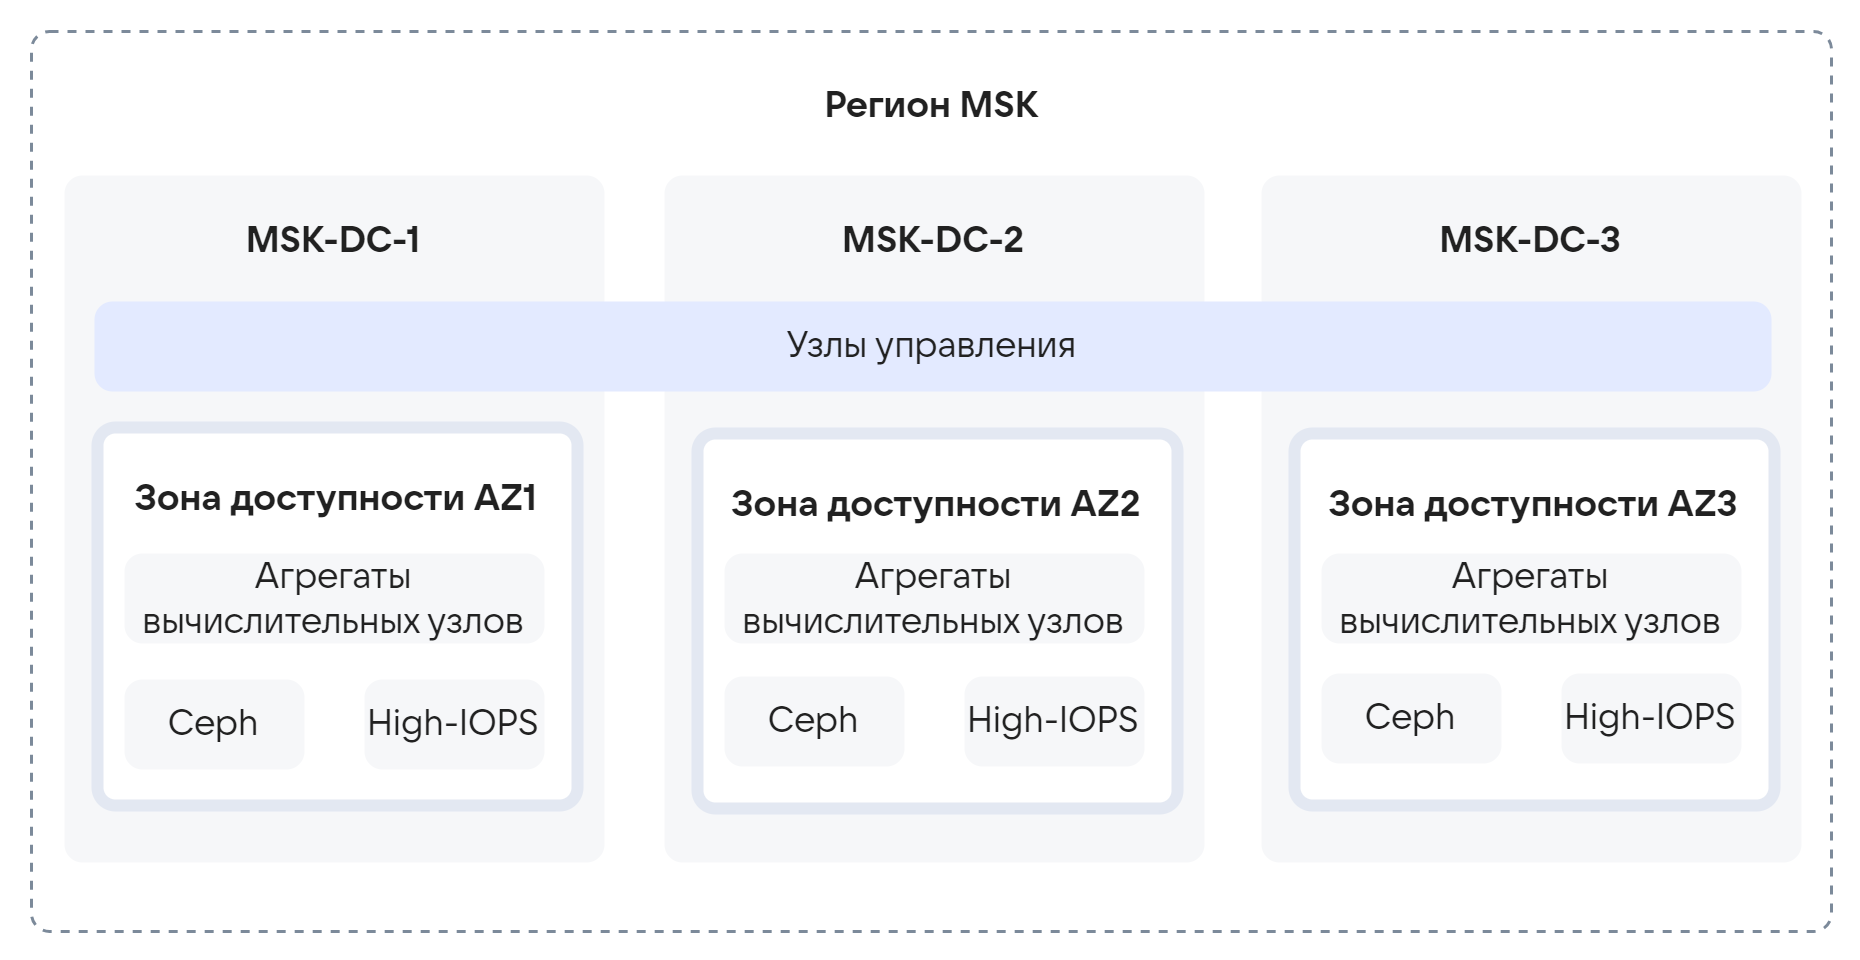 Регион MSK
MSK-DC-1
MSK-DC-2
MSK-DC-3
Узлы управления
Зона доступности AZ1
Агрегаты
вычислительных узлов
Ceph
High-IOPS
Зона доступности AZ2
Агрегаты
вычислительных узлов
Ceph
High-IOPS
Зона доступности AZ3
Агрегаты
вычислительных узлов
Ceph
High-IOPS